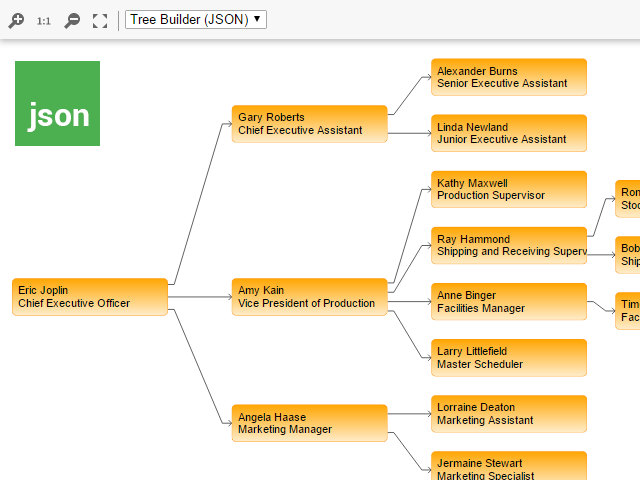 1:1
Tree Builder (JSON)
json
Alexander Burns
Senior Executive Assistant
Gary Roberts
Chief Executive Assistant
Linda Newland
Junior Executive Assistant
Kathy Maxwell
Production Supervisor
Ray Hammond
Shipping and Receiving Superv
Ron
Stoc
Bob
Ship
Eric Joplin
Chief Executive Officer
Amy Kain
Vice President of Production
Anne Binger
Facilities Manager
Time
Faci
Larry Littlefield
Master Scheduler
Angela Haase
Marketing Manager
Lorraine Deaton
Marketing Assistant
Jermaine Stewart
Marketing Specialist